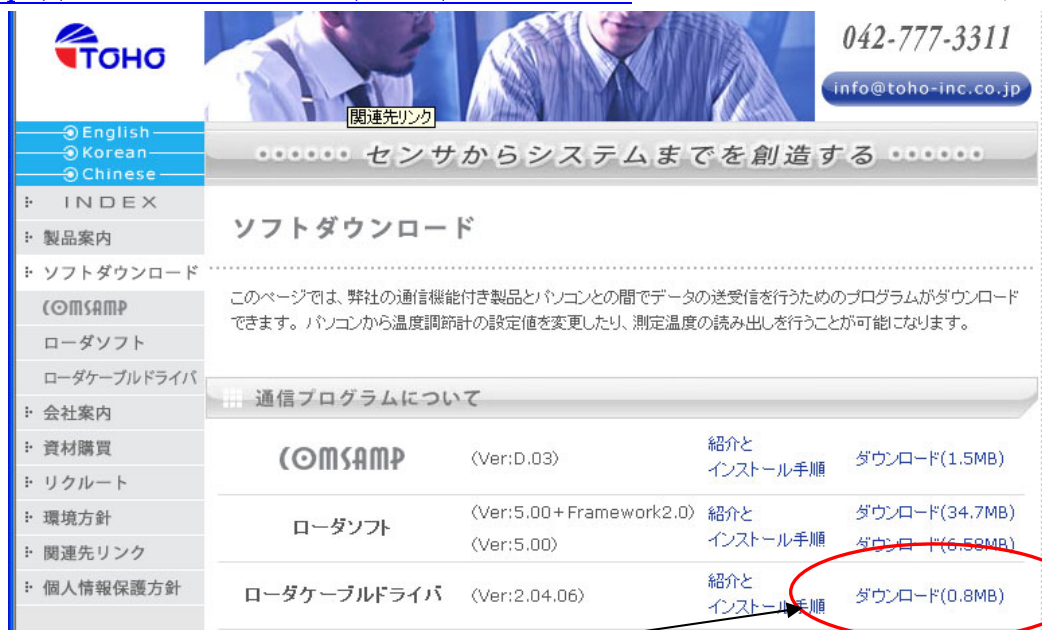 TOHO
042-777-3311
info@toho-inc.co.jp
関連先リンク
English
Korean
Chinese
センサからシステムまでを創造する
INDEX
製品案内
ソフトダウンロード
COMSAMP
ローダソフト
ローダケーブルドライバ
会社案内
資材購買
リクルート
環境方針
関連先リンク
個人情報保護方針
ソフトダウンロード
このページでは、弊社の通信機能付き製品とパソコンとの間でデータの送受信を行うためのプログラムがダウンロード
できます。パソコンから温度調節計の設定値を変更したり、測定温度の読み出しを行うことが可能になります。
通信プログラムについて
COMSAMP (Ver:D.03) 紹介と
インストール手順 ダウンロード(1.5MB)
ローダソフト (Ver:5.00+Framework2.0) 紹介と
インストール手順 ダウンロード(34.7MB)
(Ver:5.00) ダウンロード(6.58MB)
ローダケーブルドライバ (Ver:2.04.06) 紹介と
インストール手順 ダウンロード(0.8MB)